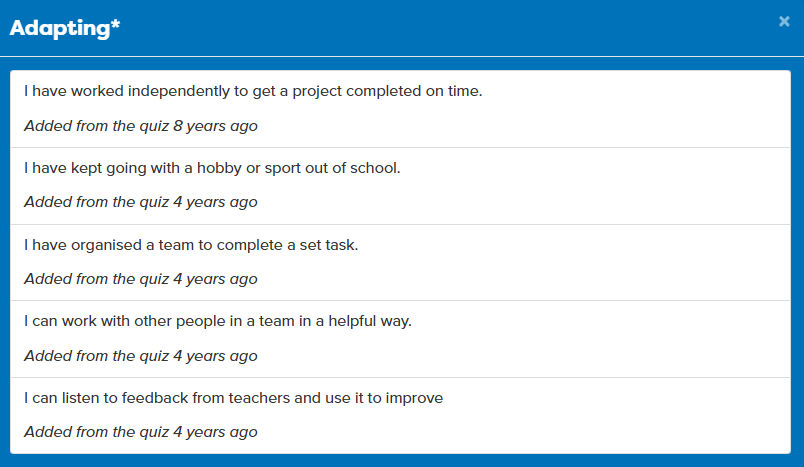 Adapting*
×
I have worked independently to get a project completed on time.
Added from the quiz 8 years ago
I have kept going with a hobby or sport out of school.
Added from the quiz 4 years ago
I have organised a team to complete a set task.
Added from the quiz 4 years ago
I can work with other people in a team in a helpful way.
Added from the quiz 4 years ago
I can listen to feedback from teachers and use it to improve
Added from the quiz 4 years ago